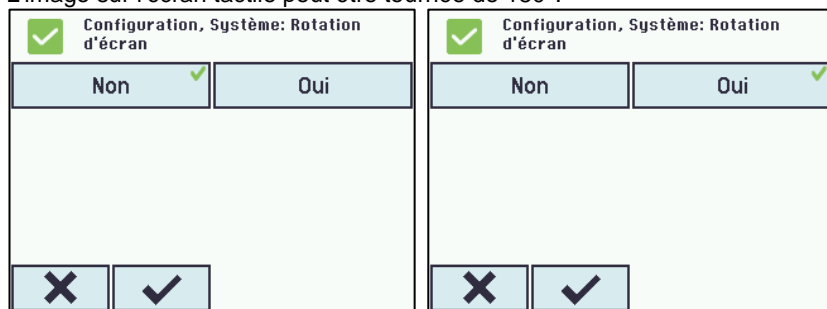 L'image sur l'écran tactile peut être tournée de 180°.
Configuration, Système: Rotation
d'écran
Non
Oui
Configuration, Système: Rotation
d'écran
Non
Oui